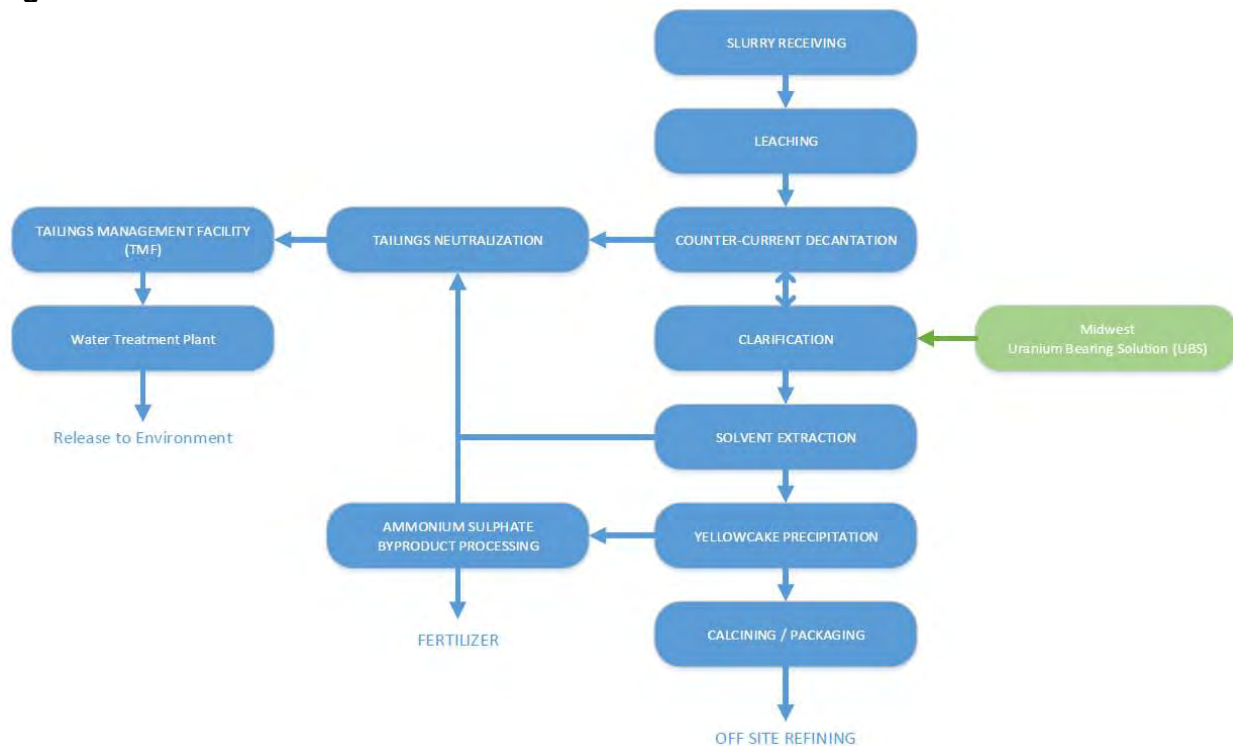 SLURRY RECEIVING
LEACHING
TAILINGS MANAGEMENT FACILITY
(TMF)
TAILINGS NEUTRALIZATION
COUNTER-CURRENT DECANTATION
Water Treatment Plant
CLARIFICATION
Midwest
Uranium Bearing Solution (UBS)
Release to Environment
SOLVENT EXTRACTION
AMMONIUM SULPHATE
BYPRODUCT PROCESSING
YELLOWCAKE PRECIPITATION
FERTILIZER
CALCINING / PACKAGING
OFF SITE REFINING